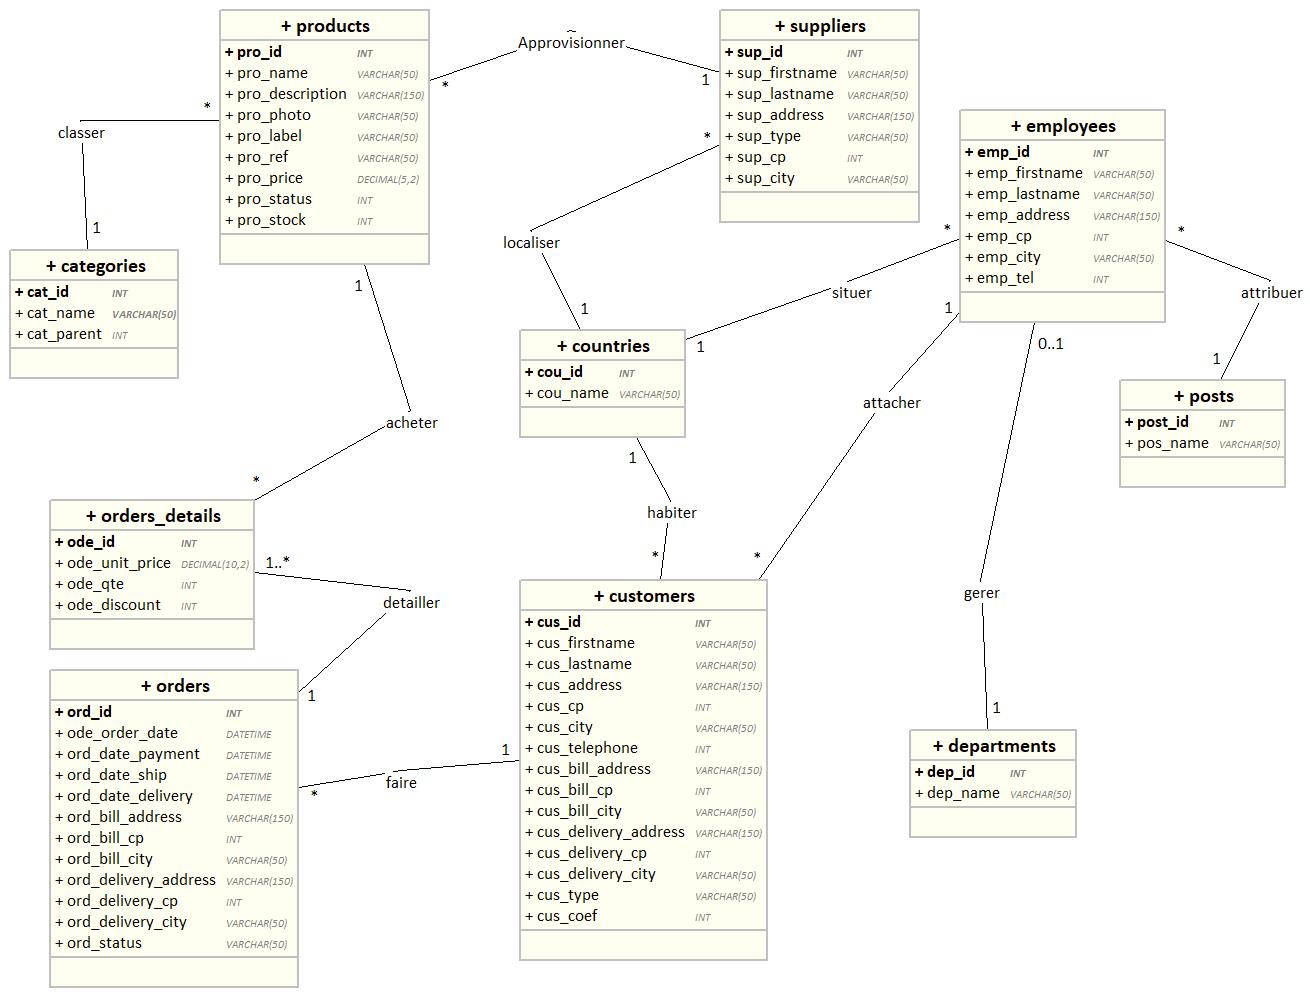 + products
+ pro_id INT
+ pro_name VARCHAR(50)
+ pro_description VARCHAR(150)
+ pro_photo VARCHAR(50)
+ pro_label VARCHAR(50)
+ pro_ref VARCHAR(50)
+ pro_price DECIMAL(5,2)
+ pro_status INT
+ pro_stock INT
*
Approvisionner
1
+ suppliers
+ sup_id INT
+ sup_firstname VARCHAR(50)
+ sup_lastname VARCHAR(50)
+ sup_address VARCHAR(150)
+ sup_type VARCHAR(50)
+ sup_cp INT
+ sup_city VARCHAR(50)
*
classer
1
+ categories
+ cat_id INT
+ cat_name VARCHAR(50)
+ cat_parent INT
*
localiser
1
+ employees
+ emp_id INT
+ emp_firstname VARCHAR(50)
+ emp_lastname VARCHAR(50)
+ emp_address VARCHAR(150)
+ emp_cp INT
+ emp_city VARCHAR(50)
+ emp_tel INT
*
situer
1
*
attribuer
1
+ countries
+ cou_id INT
+ cou_name VARCHAR(50)
+ posts
+ post_id INT
+ pos_name VARCHAR(50)
1
acheter
*
1
attacher
*
0..1
gerer
1
1
habiter
*
+ orders_details
+ ode_id INT
+ ode_unit_price DECIMAL(10,2)
+ ode_qte INT
+ ode_discount INT
1..*
detailler
1
+ orders
+ ord_id INT
+ ode_order_date DATETIME
+ ord_date_payment DATETIME
+ ord_date_ship DATETIME
+ ord_date_delivery DATETIME
+ ord_bill_address VARCHAR(150)
+ ord_bill_cp INT
+ ord_bill_city VARCHAR(50)
+ ord_delivery_address VARCHAR(150)
+ ord_delivery_cp INT
+ ord_delivery_city VARCHAR(50)
+ ord_status VARCHAR(50)
1
faire
*
+ customers
+ cus_id INT
+ cus_firstname VARCHAR(50)
+ cus_lastname VARCHAR(50)
+ cus_address VARCHAR(150)
+ cus_cp INT
+ cus_city VARCHAR(50)
+ cus_telephone INT
+ cus_bill_address VARCHAR(150)
+ cus_bill_cp INT
+ cus_bill_city VARCHAR(50)
+ cus_delivery_address VARCHAR(150)
+ cus_delivery_cp INT
+ cus_delivery_city VARCHAR(50)
+ cus_type VARCHAR(50)
+ cus_coef INT
+ departments
+ dep_id INT
+ dep_name VARCHAR(50)